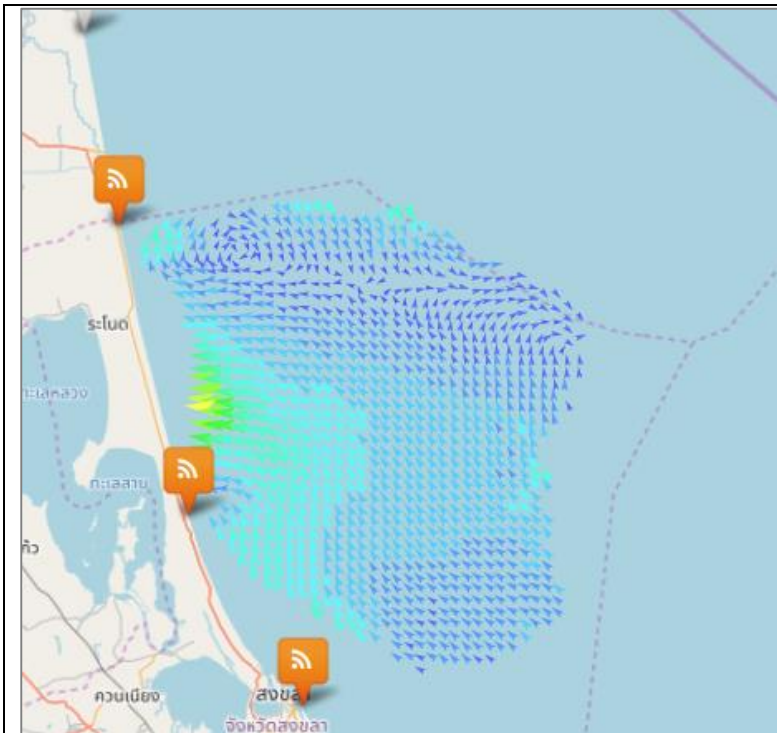 ระโนด
ทะเลหลวง
ทะเลสาบ
ควนเนียง
สงขลา
จังหวัดสงขลา